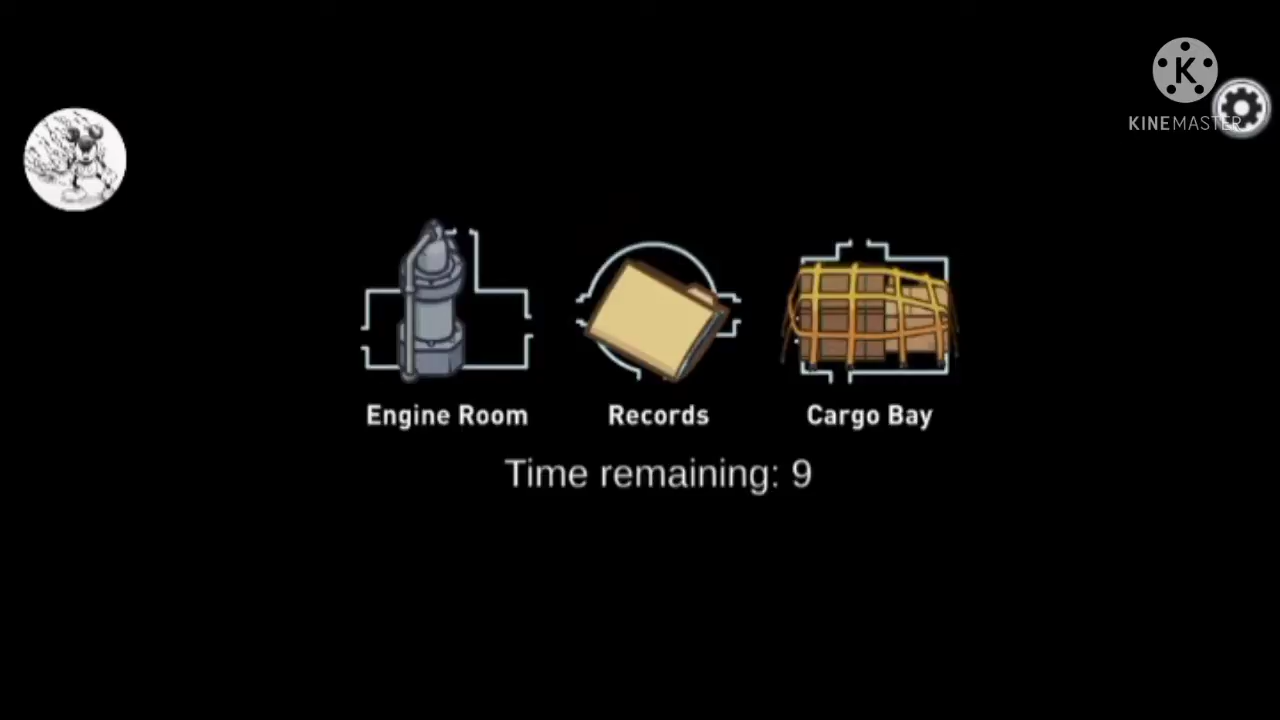 K
KINEMASTER
Engine Room
Records
Cargo Bay
Time remaining: 9